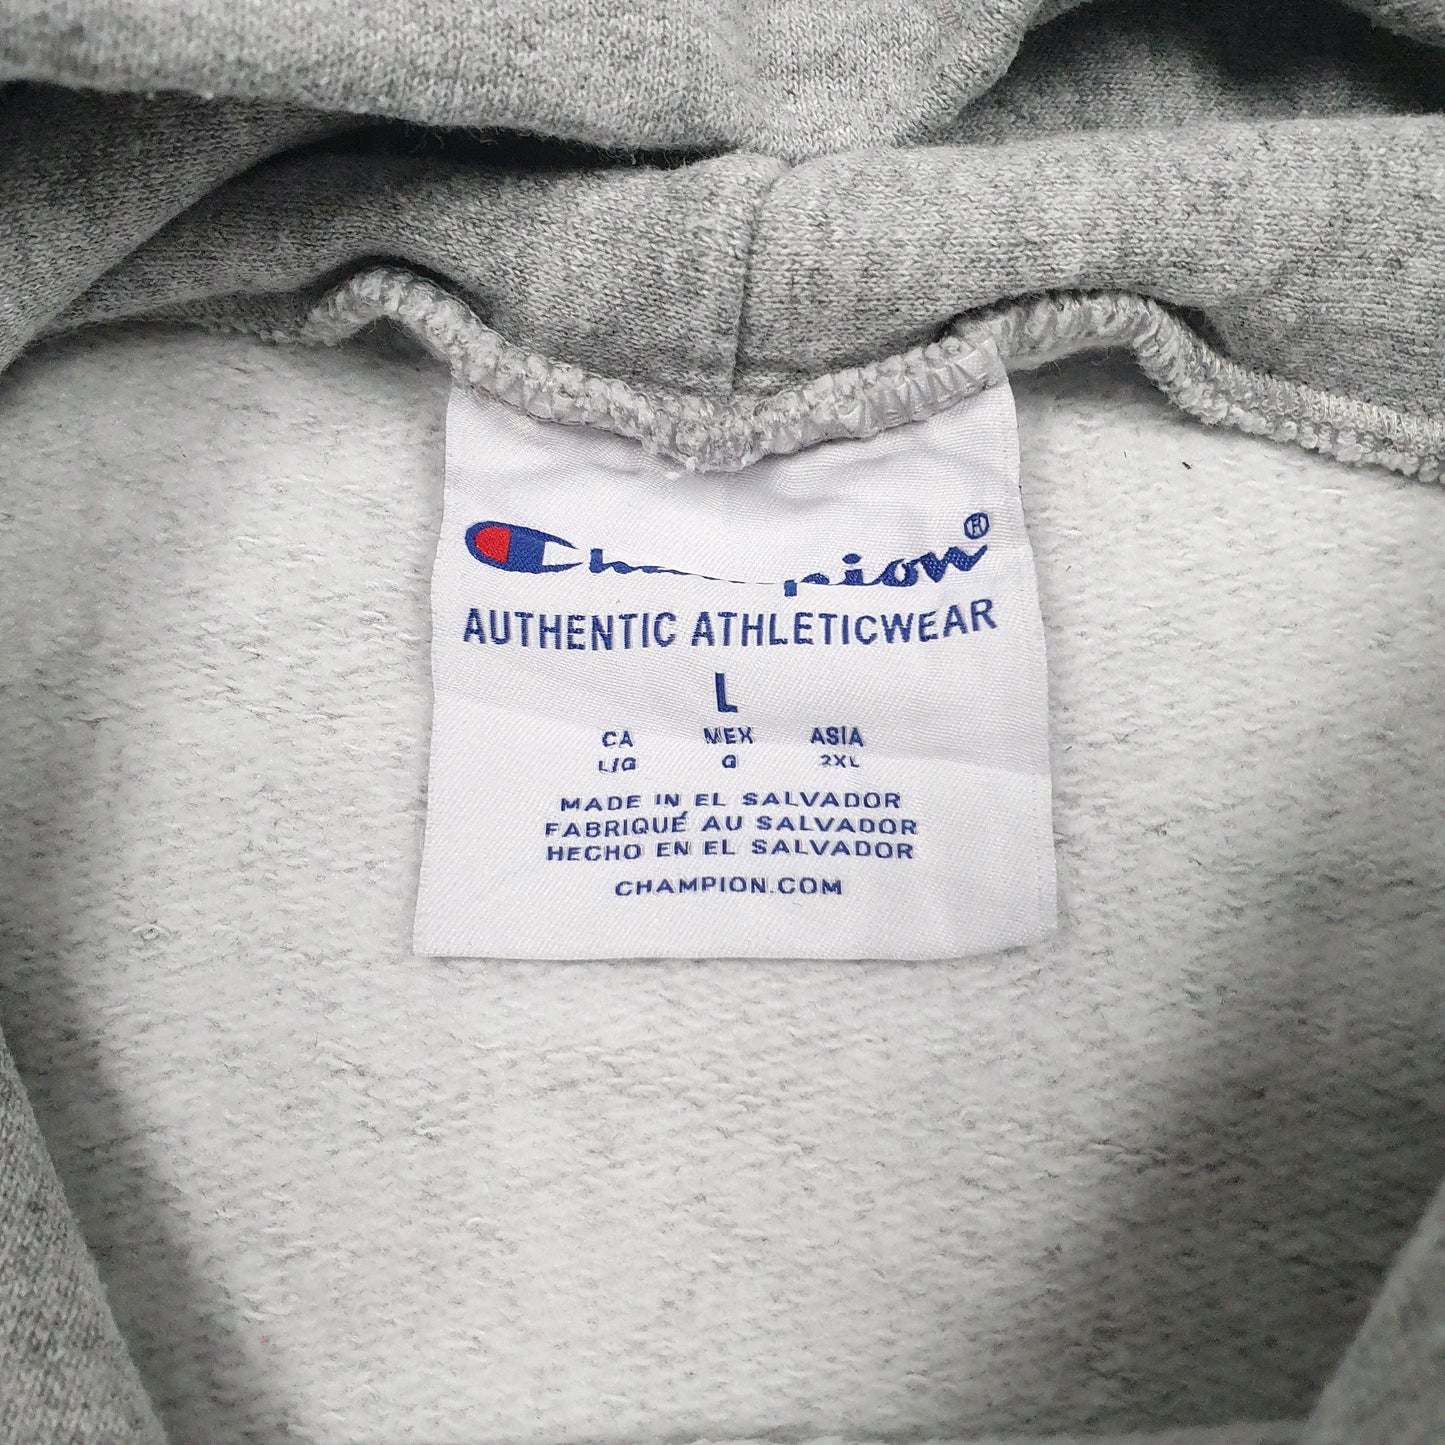 Champion®
AUTHENTIC ATHLETICWEAR
L
CA MEX ASIA
L/G G 2XL
MADE IN EL SALVADOR
FABRIQUÉ AU SALVADOR
HECHO EN EL SALVADOR
CHAMPION.COM